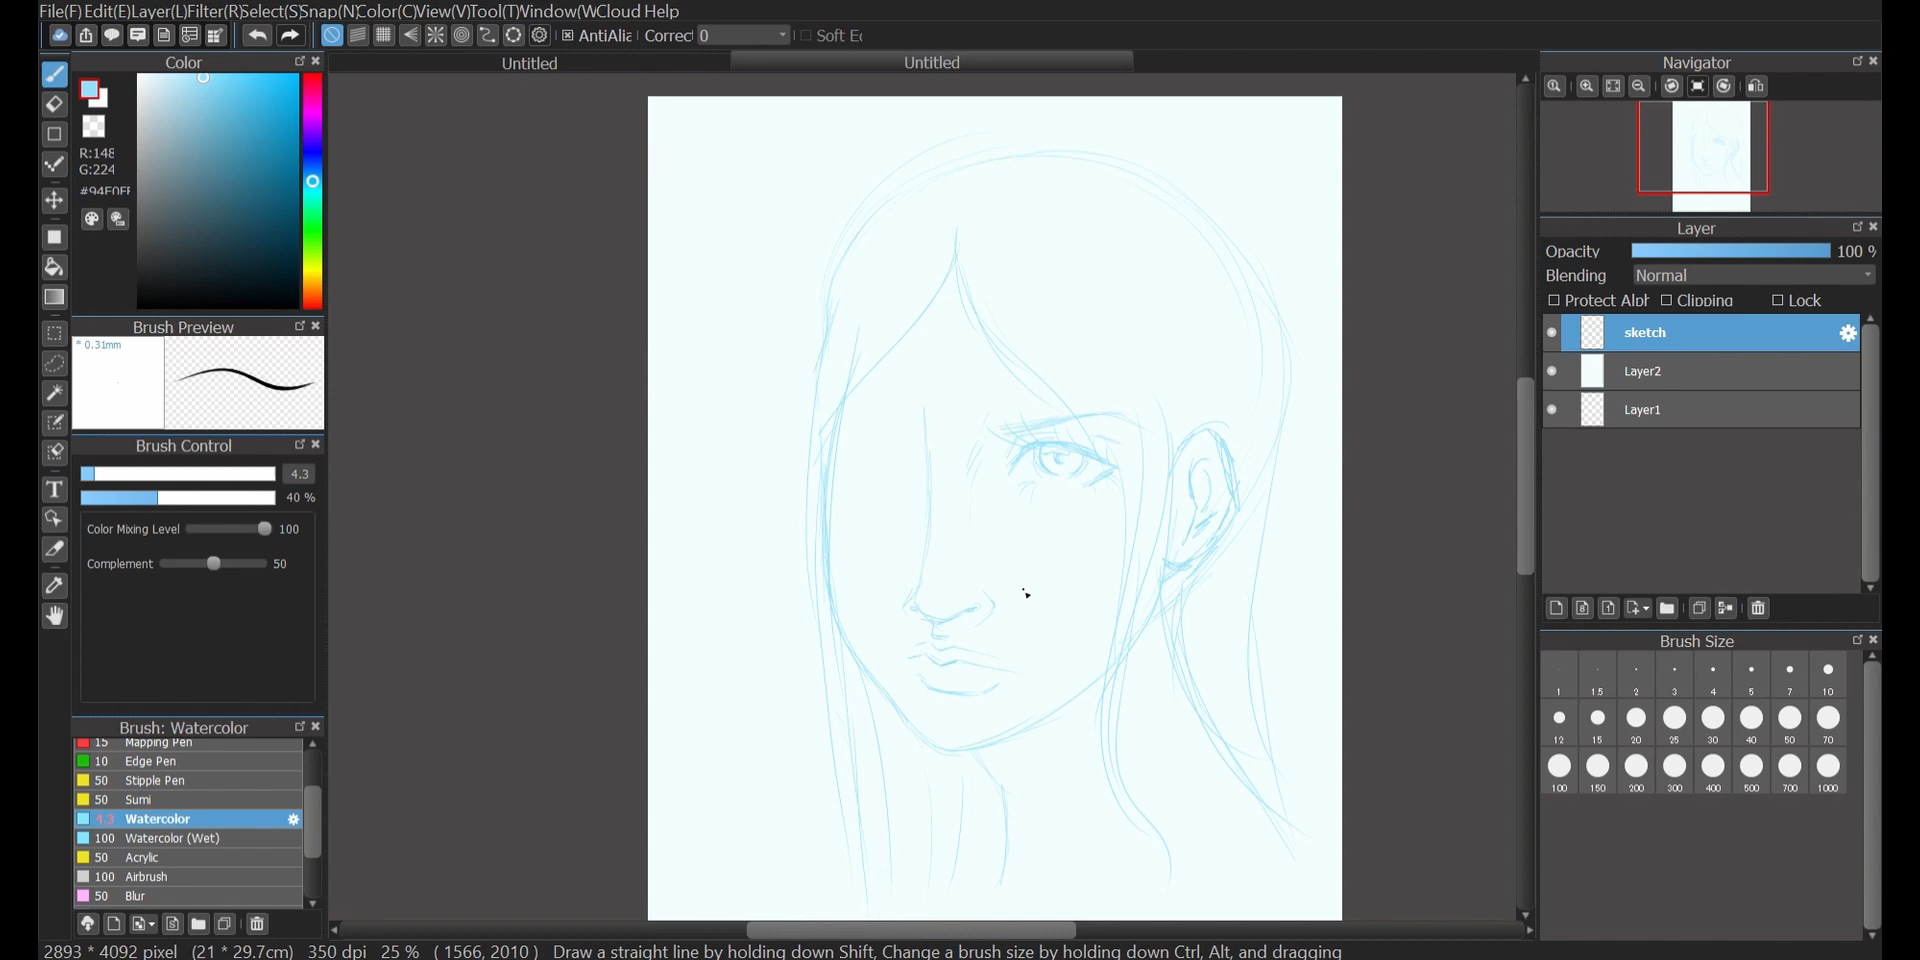 File(F) Edit(E) Layer(L) Filter(R) Select(S) Snap(N) Color(C) View(V) Tool(T) Window(W Cloud Help
AntiAlia Correct 0 Soft Ed
Color
R:148
G:224
#94E0FF
Brush Preview
* 0.31mm
Brush Control
4.3
40 %
Color Mixing Level 100
Complement 50
Brush: Watercolor
15 Mapping Pen
10 Edge Pen
50 Stipple Pen
50 Sumi
4.3 Watercolor
100 Watercolor (Wet)
50 Acrylic
100 Airbrush
50 Blur
Untitled
Untitled
Navigator
Layer
Opacity 100 %
Blending Normal
Protect Alph Clipping Lock
sketch
Layer2
Layer1
Brush Size
1 1.5 2 3 4 5 7 10
12 15 20 25 30 40 50 70
100 150 200 300 400 500 700 1000
2893 * 4092 pixel (21 * 29.7cm) 350 dpi 25 % ( 1566, 2010 ) Draw a straight line by holding down Shift, Change a brush size by holding down Ctrl, Alt, and dragging